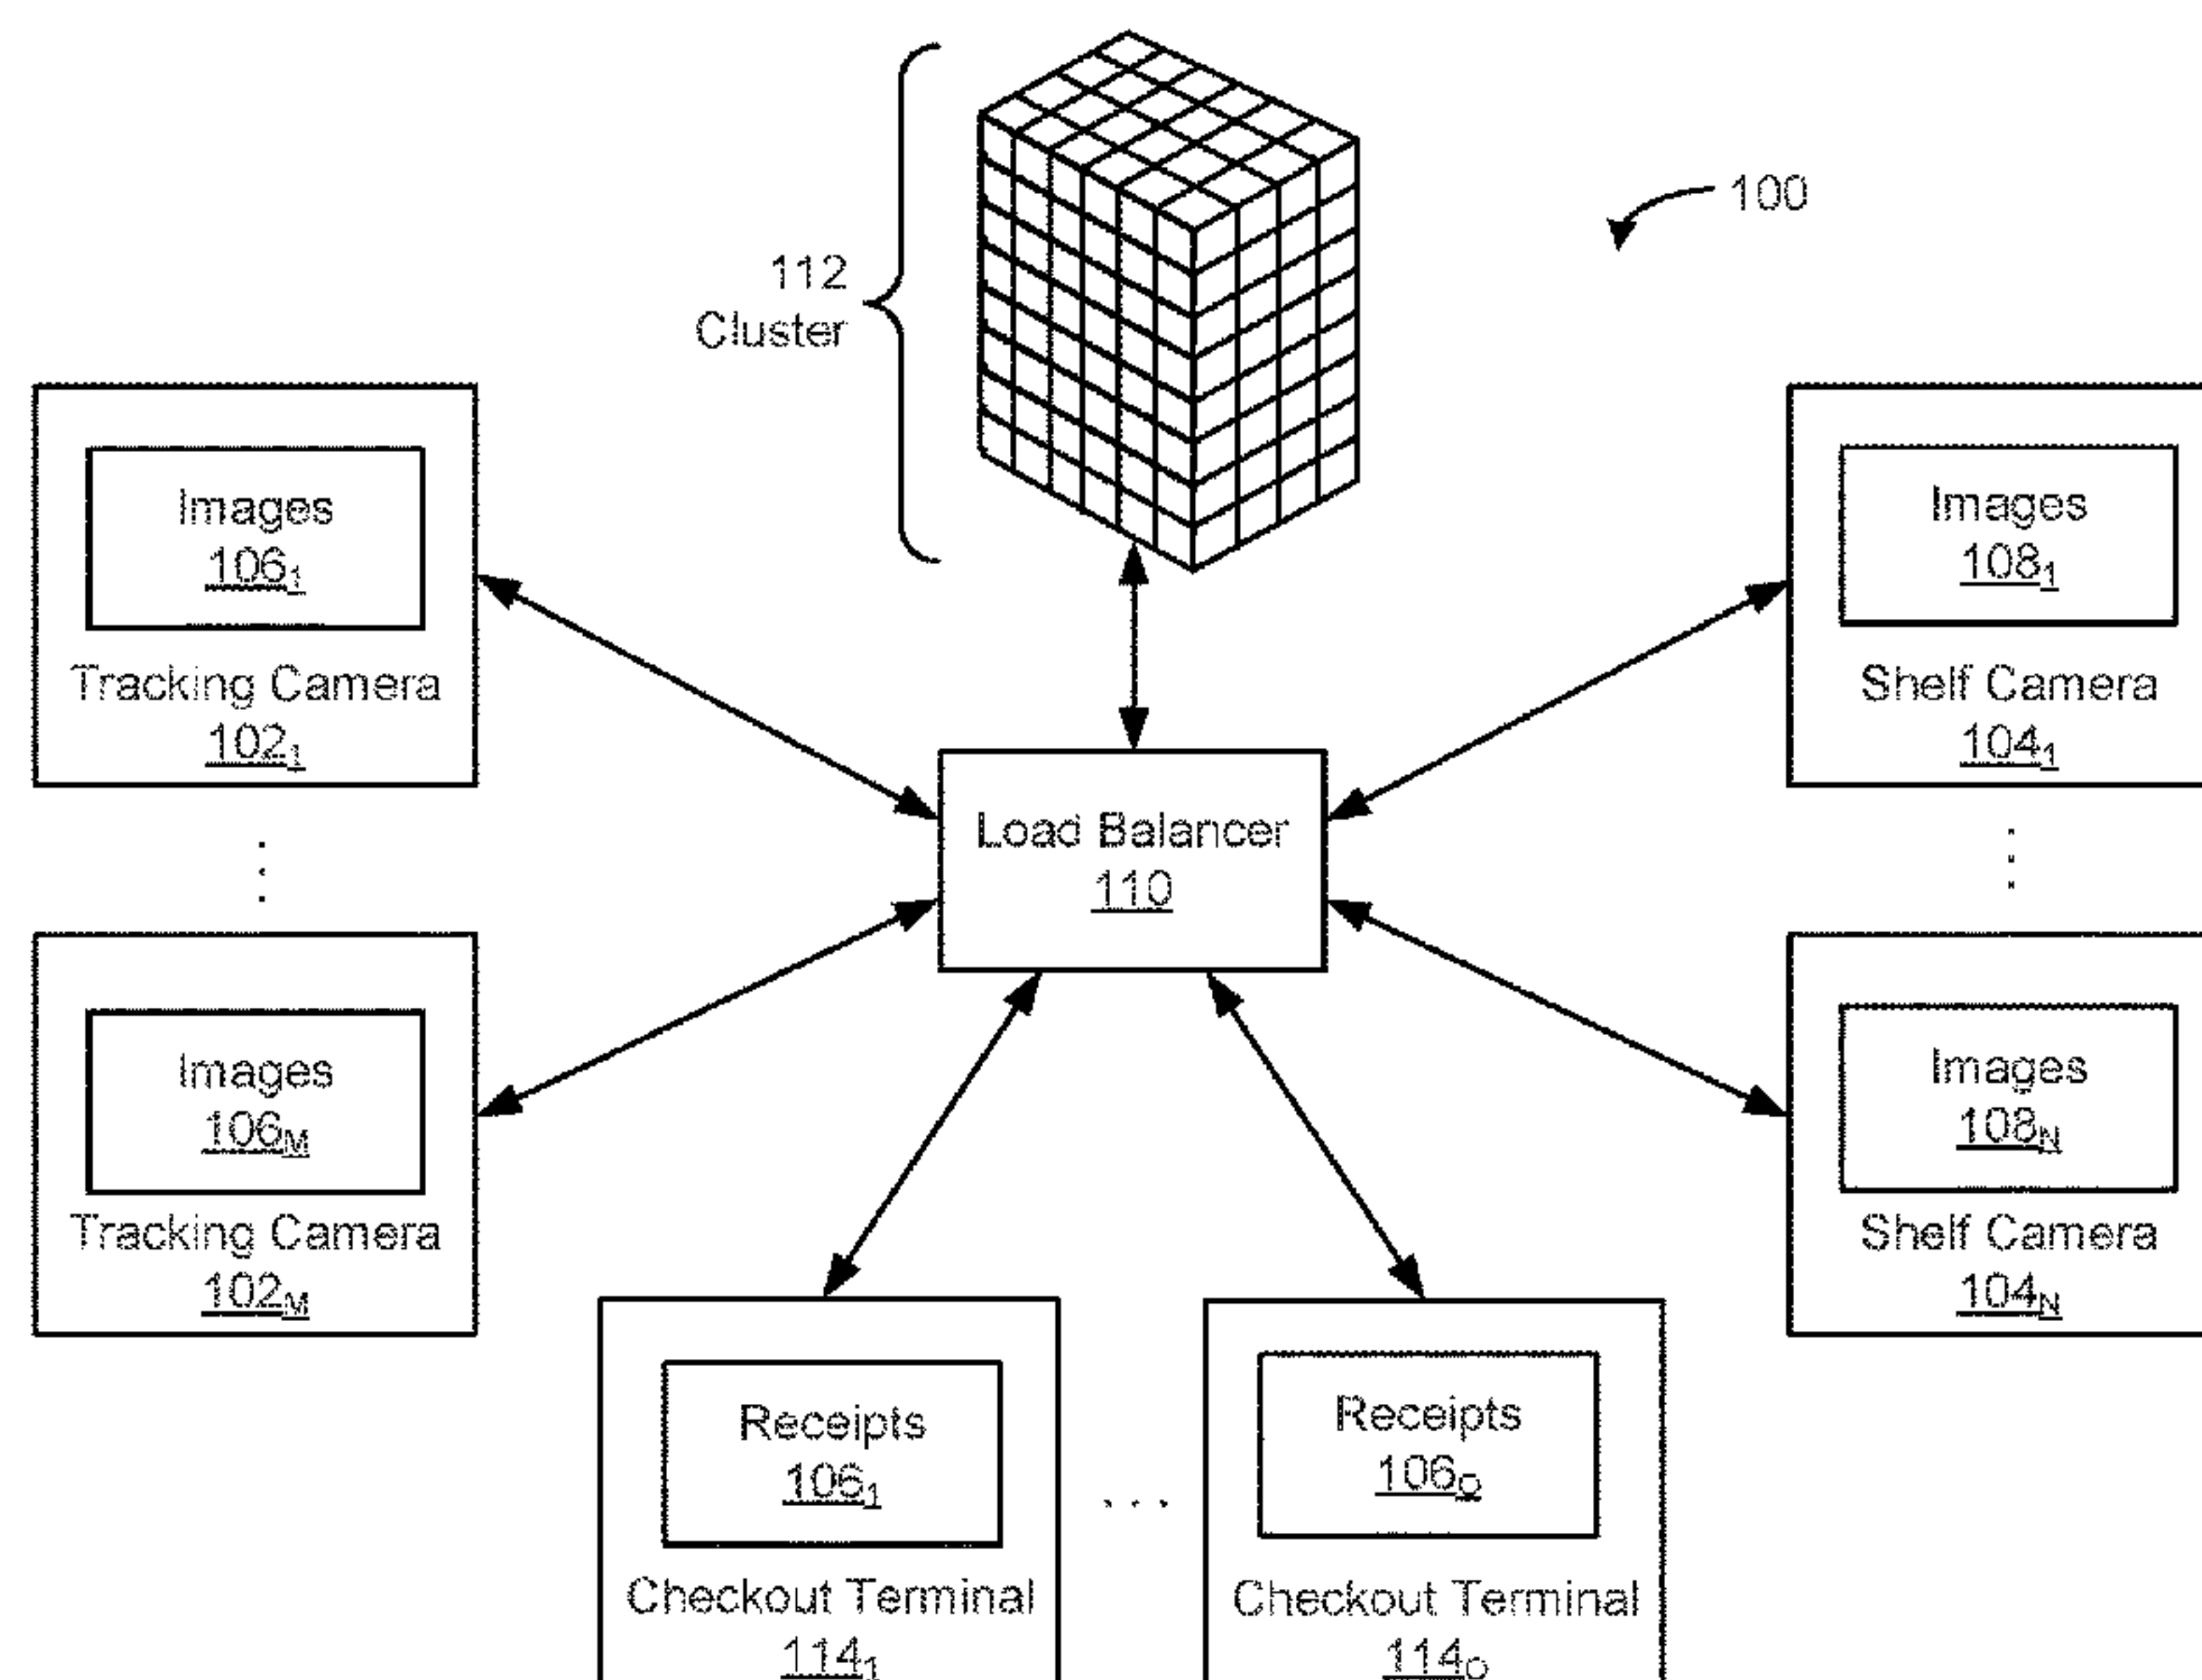 100
112
Cluster
Images
106₁
Tracking Camera
102₁
Images
108₁
Shelf Camera
104₁
Load Balancer
110
Images
106M
Tracking Camera
102M
Images
108N
Shelf Camera
104N
Receipts
106₁
Checkout Terminal
114₁
. . .
Receipts
106O
Checkout Terminal
114O